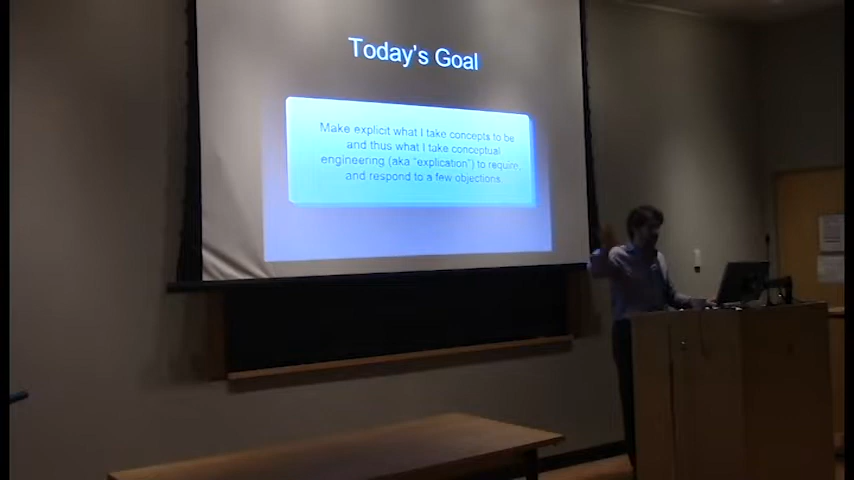 Today's Goal
Make explicit what I take concepts to be
and thus what I take conceptual
engineering (aka "explication") to require,
and respond to a few objections.